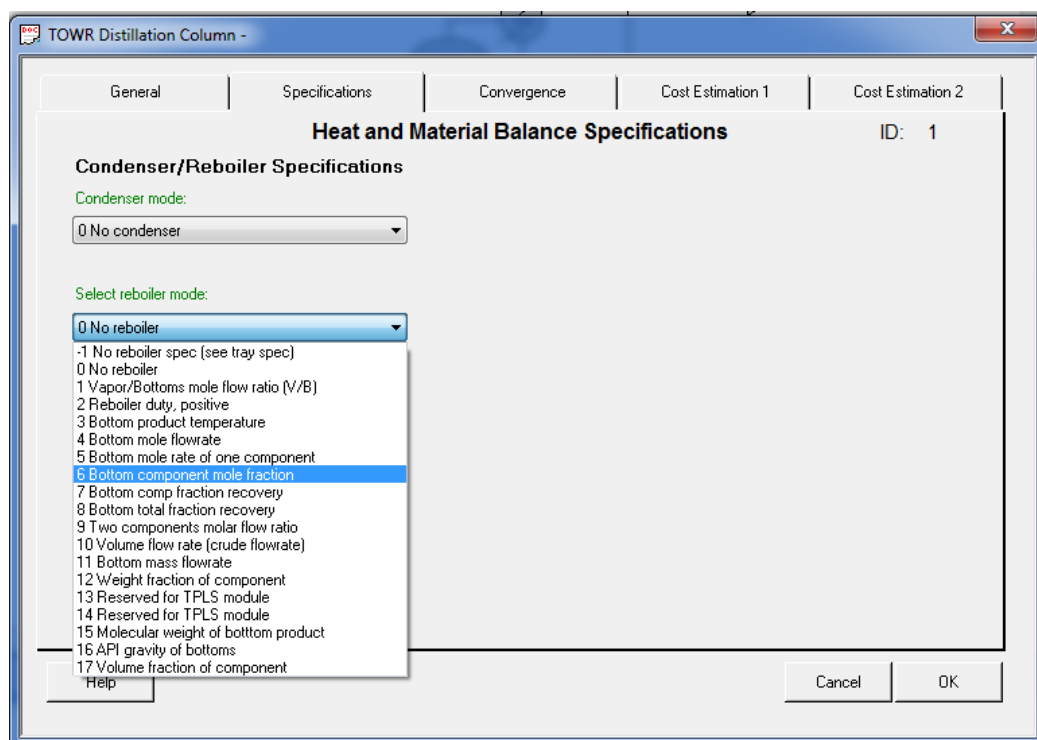 TOWR Distillation Column -
General Specifications Convergence Cost Estimation 1 Cost Estimation 2
Heat and Material Balance Specifications ID: 1
Condenser/Reboiler Specifications
Condenser mode:
0 No condenser
Select reboiler mode:
0 No reboiler
-1 No reboiler spec (see tray spec)
0 No reboiler
1 Vapor/Bottoms mole flow ratio (V/B)
2 Reboiler duty, positive
3 Bottom product temperature
4 Bottom mole flowrate
5 Bottom mole rate of one component
6 Bottom component mole fraction
7 Bottom comp fraction recovery
8 Bottom total fraction recovery
9 Two components molar flow ratio
10 Volume flow rate (crude flowrate)
11 Bottom mass flowrate
12 Weight fraction of component
13 Reserved for TPLS module
14 Reserved for TPLS module
15 Molecular weight of botttom product
16 API gravity of bottoms
17 Volume fraction of component
Help Cancel OK